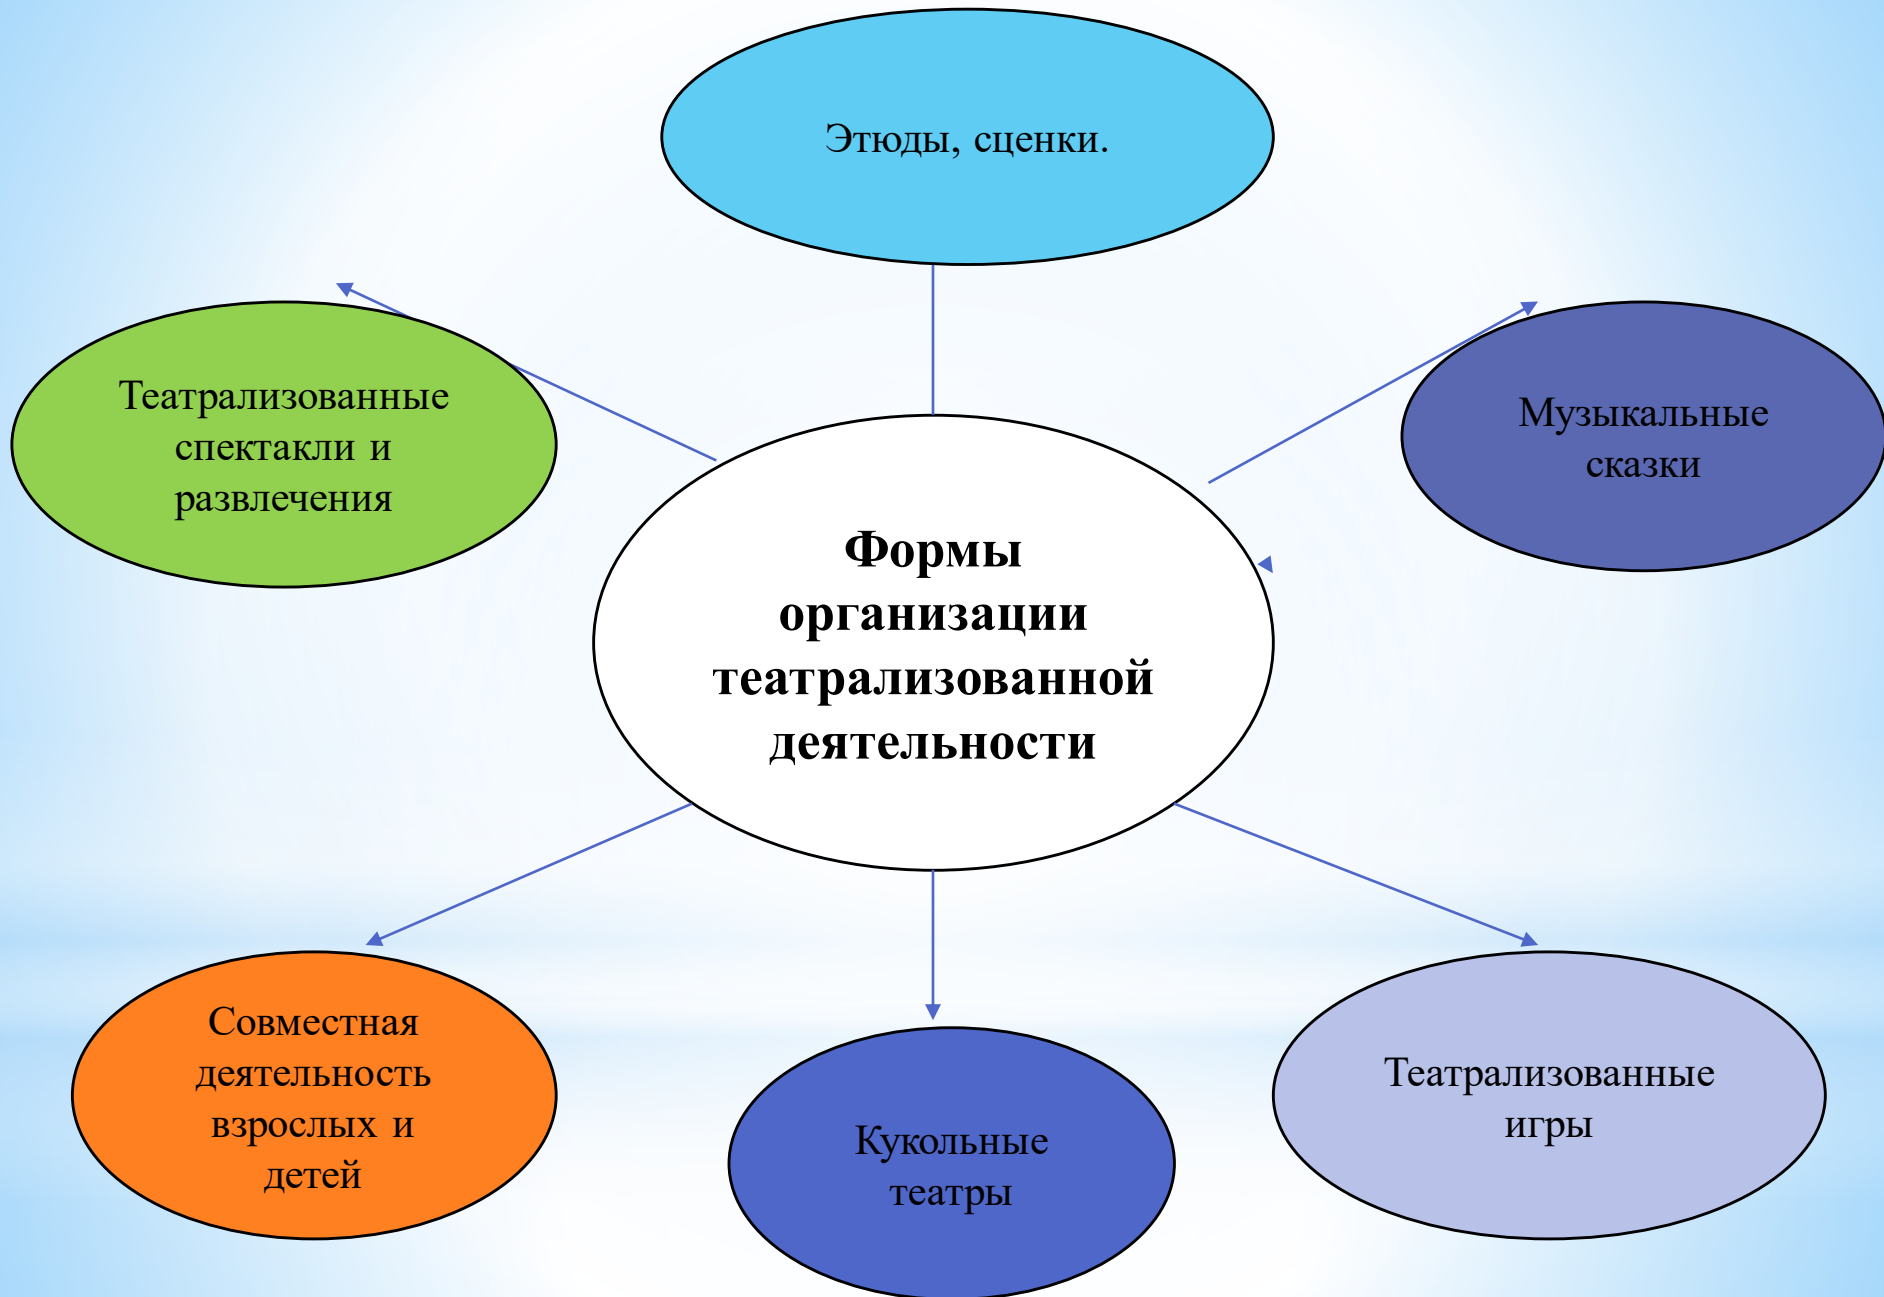 Этюды, сценки.
Театрализованные
спектакли и
развлечения
Музыкальные
сказки
Формы
организации
театрализованной
деятельности
Совместная
деятельность
взрослых и
детей
Кукольные
театры
Театрализованные
игры